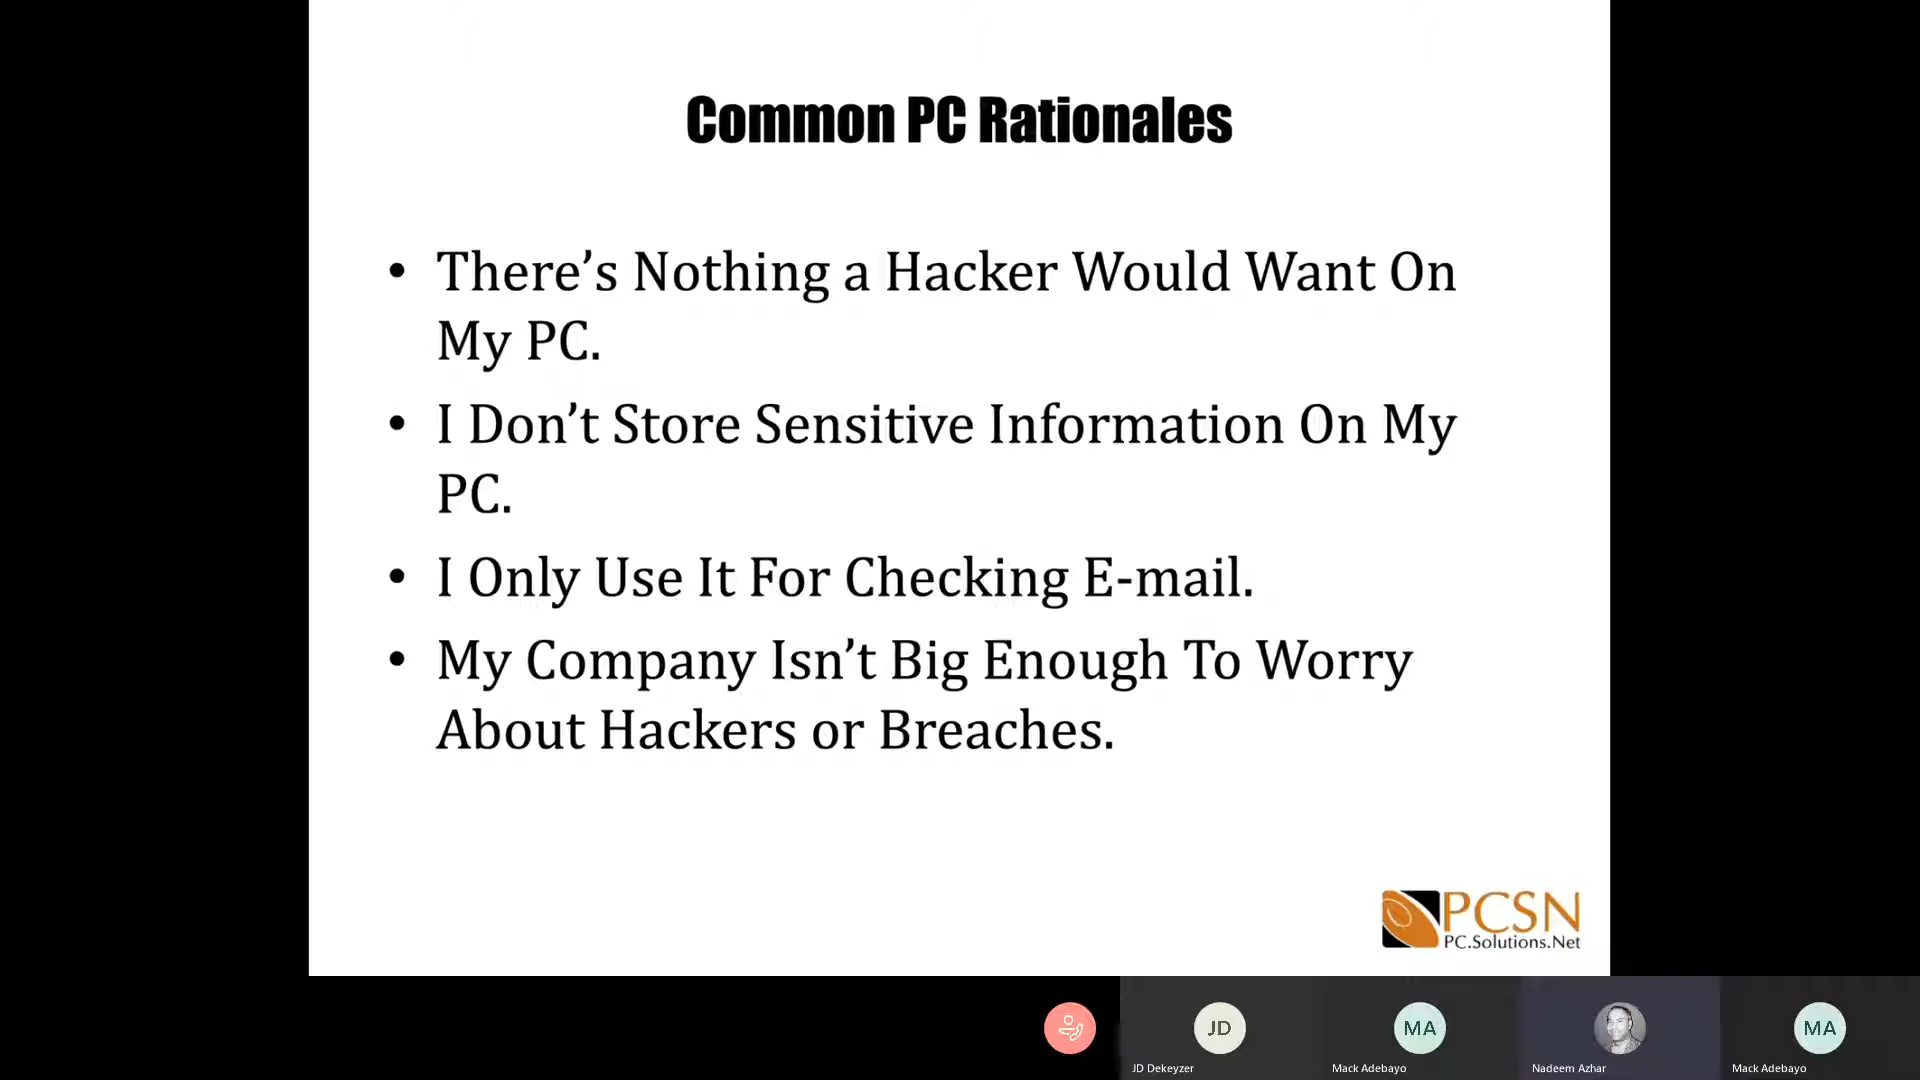 Common PC Rationales
• There’s Nothing a Hacker Would Want On
My PC.
• I Don’t Store Sensitive Information On My
PC.
• I Only Use It For Checking E-mail.
• My Company Isn’t Big Enough To Worry
About Hackers or Breaches.
PCSN
PC.Solutions.Net
JD
MA
MA
JD Dekeyzer
Mack Adebayo
Nadeem Azhar
Mack Adebayo